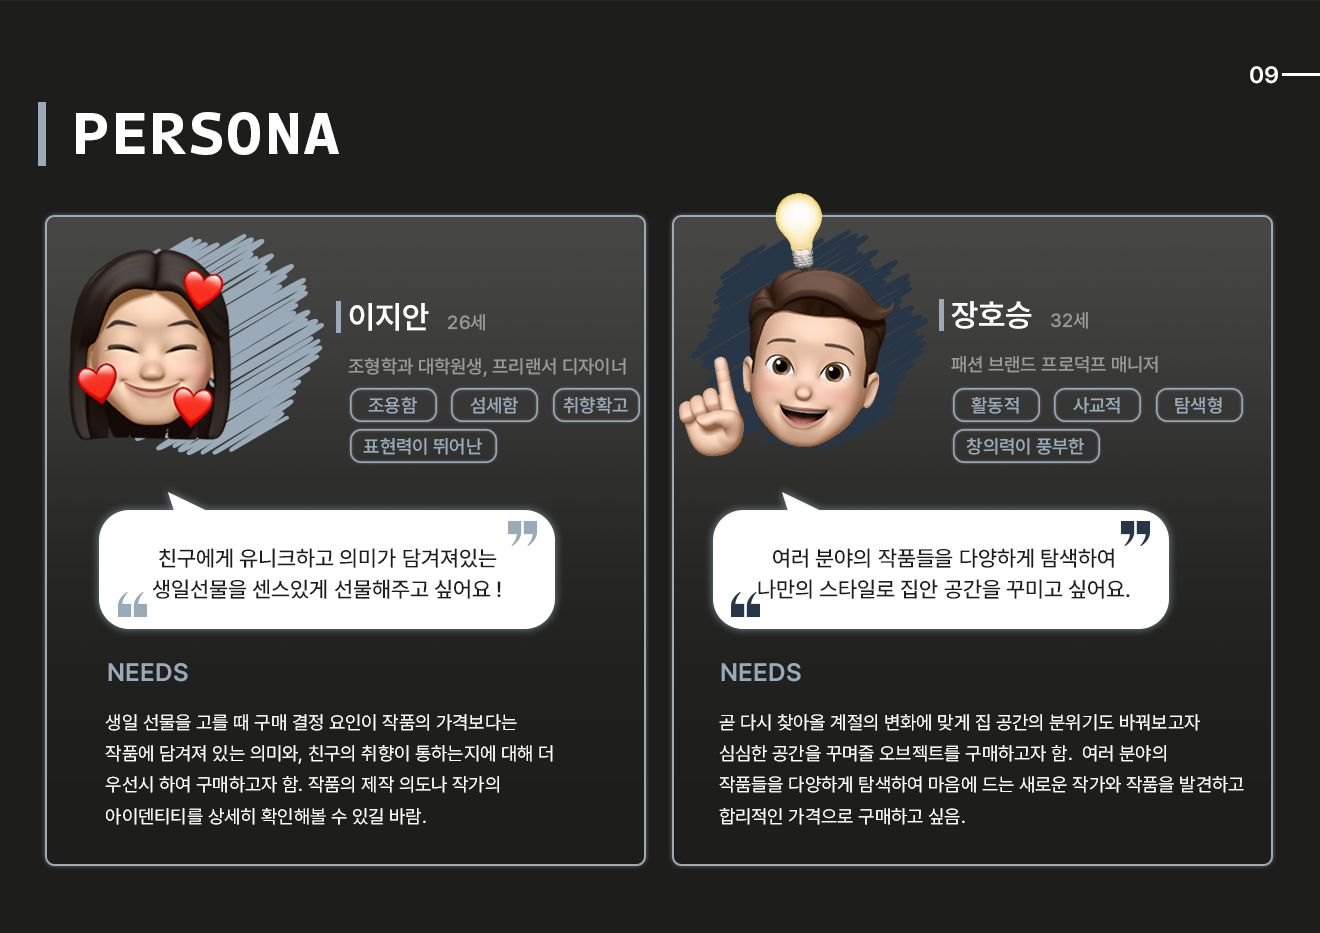 09
PERSONA
이지안 26세
조형학과 대학원생, 프리랜서 디자이너
조용함 섬세함 취향확고
표현력이 뛰어난
친구에게 유니크하고 의미가 담겨져있는
생일선물을 센스있게 선물해주고 싶어요 !
NEEDS
생일 선물을 고를 때 구매 결정 요인이 작품의 가격보다는
작품에 담겨져 있는 의미와, 친구의 취향이 통하는지에 대해 더
우선시 하여 구매하고자 함. 작품의 제작 의도나 작가의
아이덴티티를 상세히 확인해볼 수 있길 바람.
장호승 32세
패션 브랜드 프로덕프 매니저
활동적 사교적 탐색형
창의력이 풍부한
여러 분야의 작품들을 다양하게 탐색하여
나만의 스타일로 집안 공간을 꾸미고 싶어요.
NEEDS
곧 다시 찾아올 계절의 변화에 맞게 집 공간의 분위기도 바꿔보고자
심심한 공간을 꾸며줄 오브젝트를 구매하고자 함. 여러 분야의
작품들을 다양하게 탐색하여 마음에 드는 새로운 작가와 작품을 발견하고
합리적인 가격으로 구매하고 싶음.